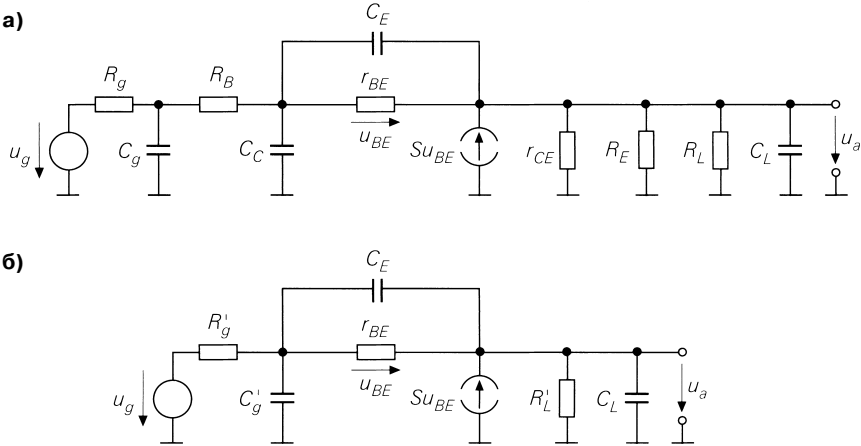 а)
C_E
R_g
R_B
r_BE
u_g
C_g
C_C
u_BE
Su_BE
r_CE
R_E
R_L
C_L
u_a
б)
C_E
R'_g
r_BE
u_g
C'_g
u_BE
Su_BE
R'_L
C_L
u_a